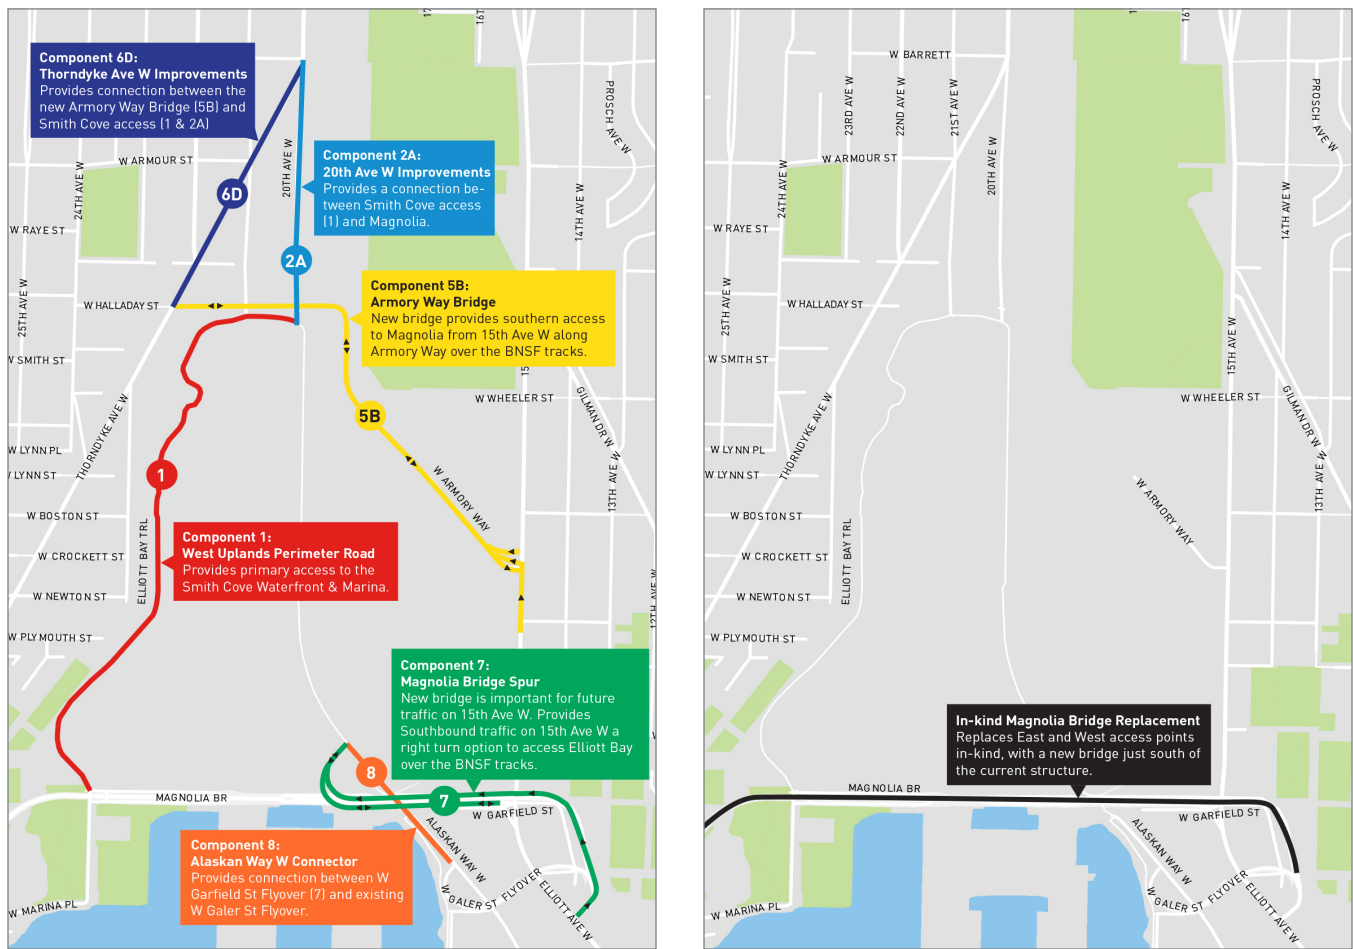 17
16T
Component 6D:
Thorndyke Ave W Improvements
Provides connection between the
new Armory Way Bridge (5B) and
Smith Cove access (1 & 2A)
PROSCH AVE W
W ARMOUR ST
20TH AVE W
Component 2A:
20th Ave W Improvements
Provides a connection be-
tween Smith Cove access
(1) and Magnolia.
24TH AVE W
6D
14TH AVE W
W RAYE ST
2A
Component 5B:
Armory Way Bridge
New bridge provides southern access
to Magnolia from 15th Ave W along
Armory Way over the BNSF tracks.
25TH AVE W
W HALLADAY ST
W SMITH ST
15
W WHEELER ST
GILMAN DR W
5B
THORNDYKE AVE W
W LYNN PL
LYNN ST
1
W ARMORY WAY
13TH AVE W
W BOSTON ST
ELLIOTT BAY TRL
Component 1:
West Uplands Perimeter Road
Provides primary access to the
Smith Cove Waterfront & Marina.
W CROCKETT ST
W NEWTON ST
12TH AVE W
W PLYMOUTH ST
Component 7:
Magnolia Bridge Spur
New bridge is important for future
traffic on 15th Ave W. Provides
Southbound traffic on 15th Ave W a
right turn option to access Elliott Bay
over the BNSF tracks.
8
7
MAGNOLIA BR
W GARFIELD ST
ALASKAN WAY W
Component 8:
Alaskan Way W Connector
Provides connection between W
Garfield St Flyover (7) and existing
W Galer St Flyover.
W GALER ST FLYOVER
ELLIOTT AVE W
W MARINA PL
1
16
W BARRETT
23RD AVE W
22ND AVE W
21ST AVE W
PROSCH AVE W
20TH AVE W
W ARMOUR ST
24TH AVE W
14TH AVE W
W RAYE ST
25TH AVE W
W HALLADAY ST
15TH AVE W
W SMITH ST
W WHEELER ST
GILMAN DR W
THORNDYKE AVE W
W LYNN PL
W LYNN ST
W ARMORY WAY
13TH AVE W
W BOSTON ST
ELLIOTT BAY TRL
W CROCKETT ST
W NEWTON ST
W PLYMOUTH ST
In-kind Magnolia Bridge Replacement
Replaces East and West access points
in-kind, with a new bridge just south of
the current structure.
MAGNOLIA BR
W GARFIELD ST
ALASKAN WAY W
W GALER ST FLYOVER
ELLIOTT AVE W
W MARINA PL